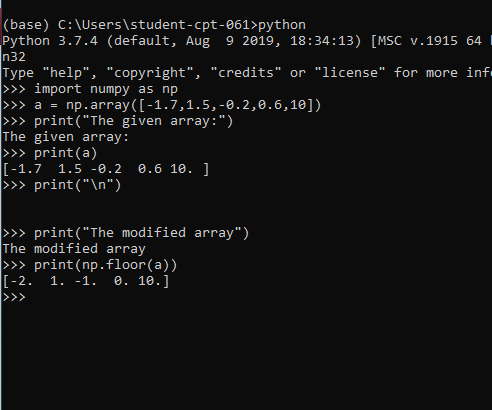 (base) C:\Users\student-cpt-061>python
Python 3.7.4 (default, Aug  9 2019, 18:34:13) [MSC v.1915 64
n32
Type "help", "copyright", "credits" or "license" for more inf
>>> import numpy as np
>>> a = np.array([-1.7,1.5,-0.2,0.6,10])
>>> print("The given array:")
The given array:
>>> print(a)
[-1.7  1.5 -0.2  0.6 10. ]
>>> print("\n")
>>> print("The modified array")
The modified array
>>> print(np.floor(a))
[-2.  1. -1.  0. 10.]
>>>